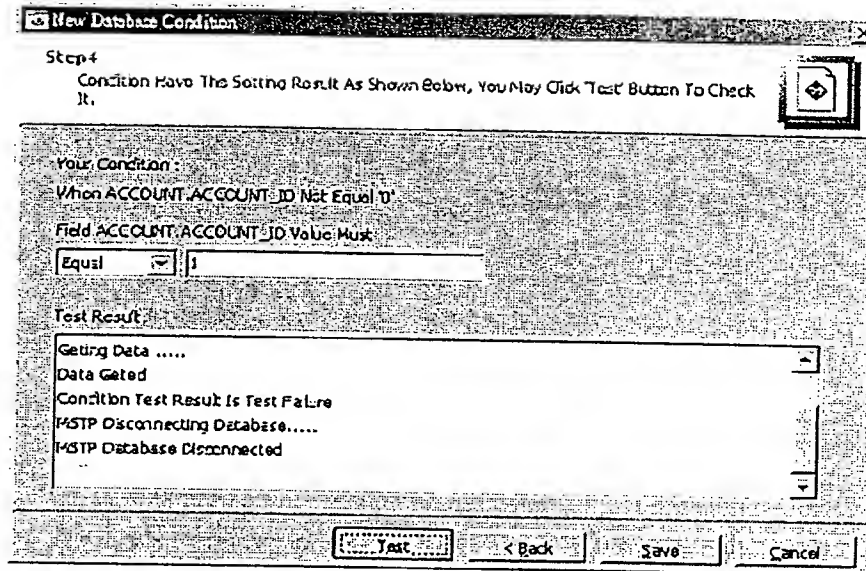 New Database Condition
Step4
Condition Have The Setting Result As Shown Below, You May Click 'Test' Button To Check
It.
Your Condition :
When ACCOUNT.ACCOUNT_ID Not Equal '0'
Field ACCOUNT.ACCOUNT_ID Value Must
Equal 1
Test Result
Geting Data .....
Data Geted
Condition Test Result Is Test Failure
MSTP Disconnecting Database.....
MSTP Database Disconnected
Test < Back Save Cancel